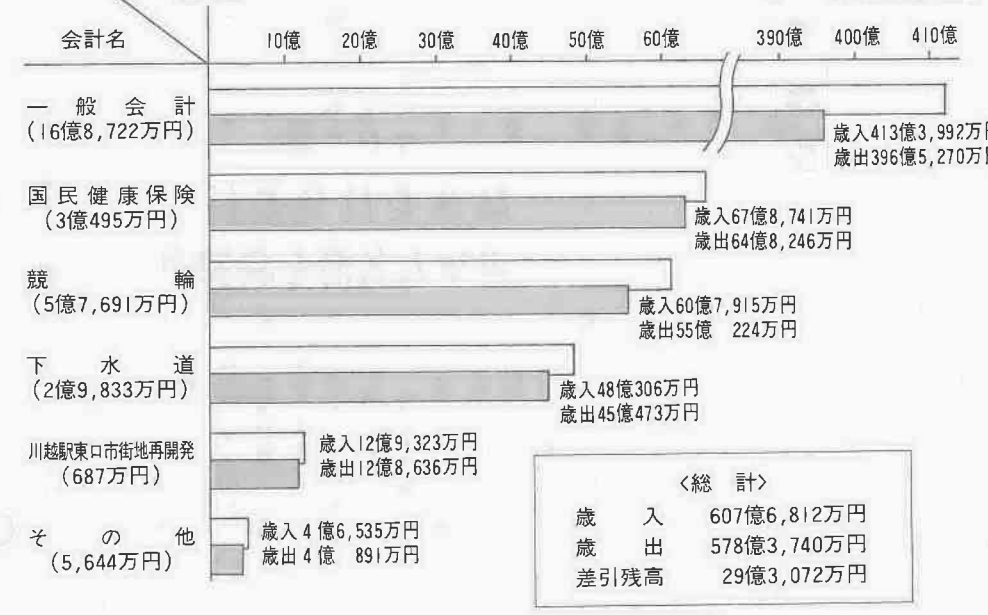 会計名
10億 20億 30億 40億 50億 60億 390億 400億 410億
一般会計
(16億8,722万円)
歳入413億3,992万円
歳出396億5,270万
国民健康保険
(3億495万円)
歳入67億8,741万円
歳出64億8,246万円
競輪
(5億7,691万円)
歳入60億7,915万円
歳出55億 224万円
下水道
(2億9,833万円)
歳入48億306万円
歳出45億473万円
川越駅東口市街地再開発
(687万円)
歳入12億9,323万円
歳出12億8,636万円
その他
(5,644万円)
歳入4億6,535万円
歳出4億 891万円
<総 計>
歳入 607億6,812万円
歳出 578億3,740万円
差引残高 29億3,072万円